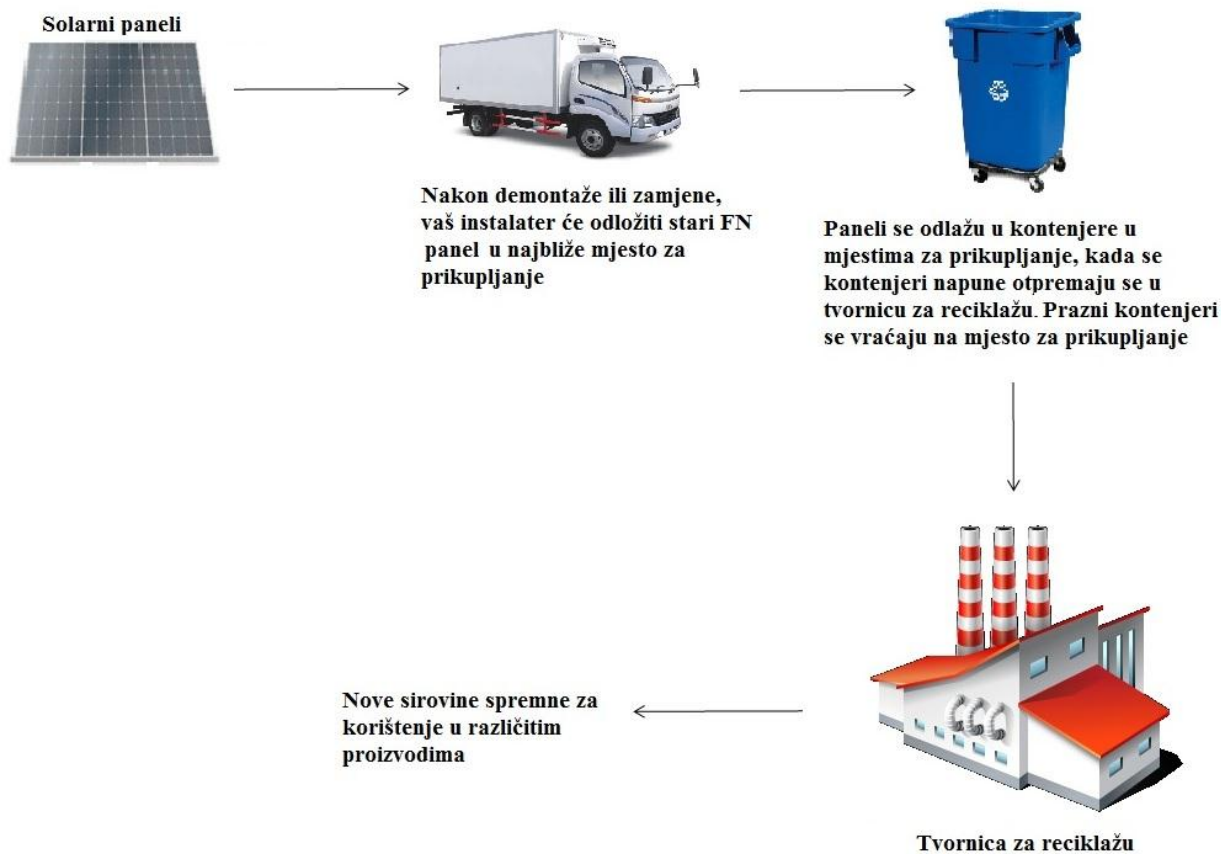 Solarni paneli
Nakon demontaže ili zamjene,
vaš instalater će odložiti stari FN
panel u najbliže mjesto za
prikupljanje
Paneli se odlažu u kontenjere u
mjestima za prikupljanje, kada se
kontenjeri napune otpremaju se u
tvornicu za reciklažu. Prazni kontenjeri
se vraćaju na mjesto za prikupljanje
Nove sirovine spremne za
korištenje u različitim
proizvodima
Tvornica za reciklažu